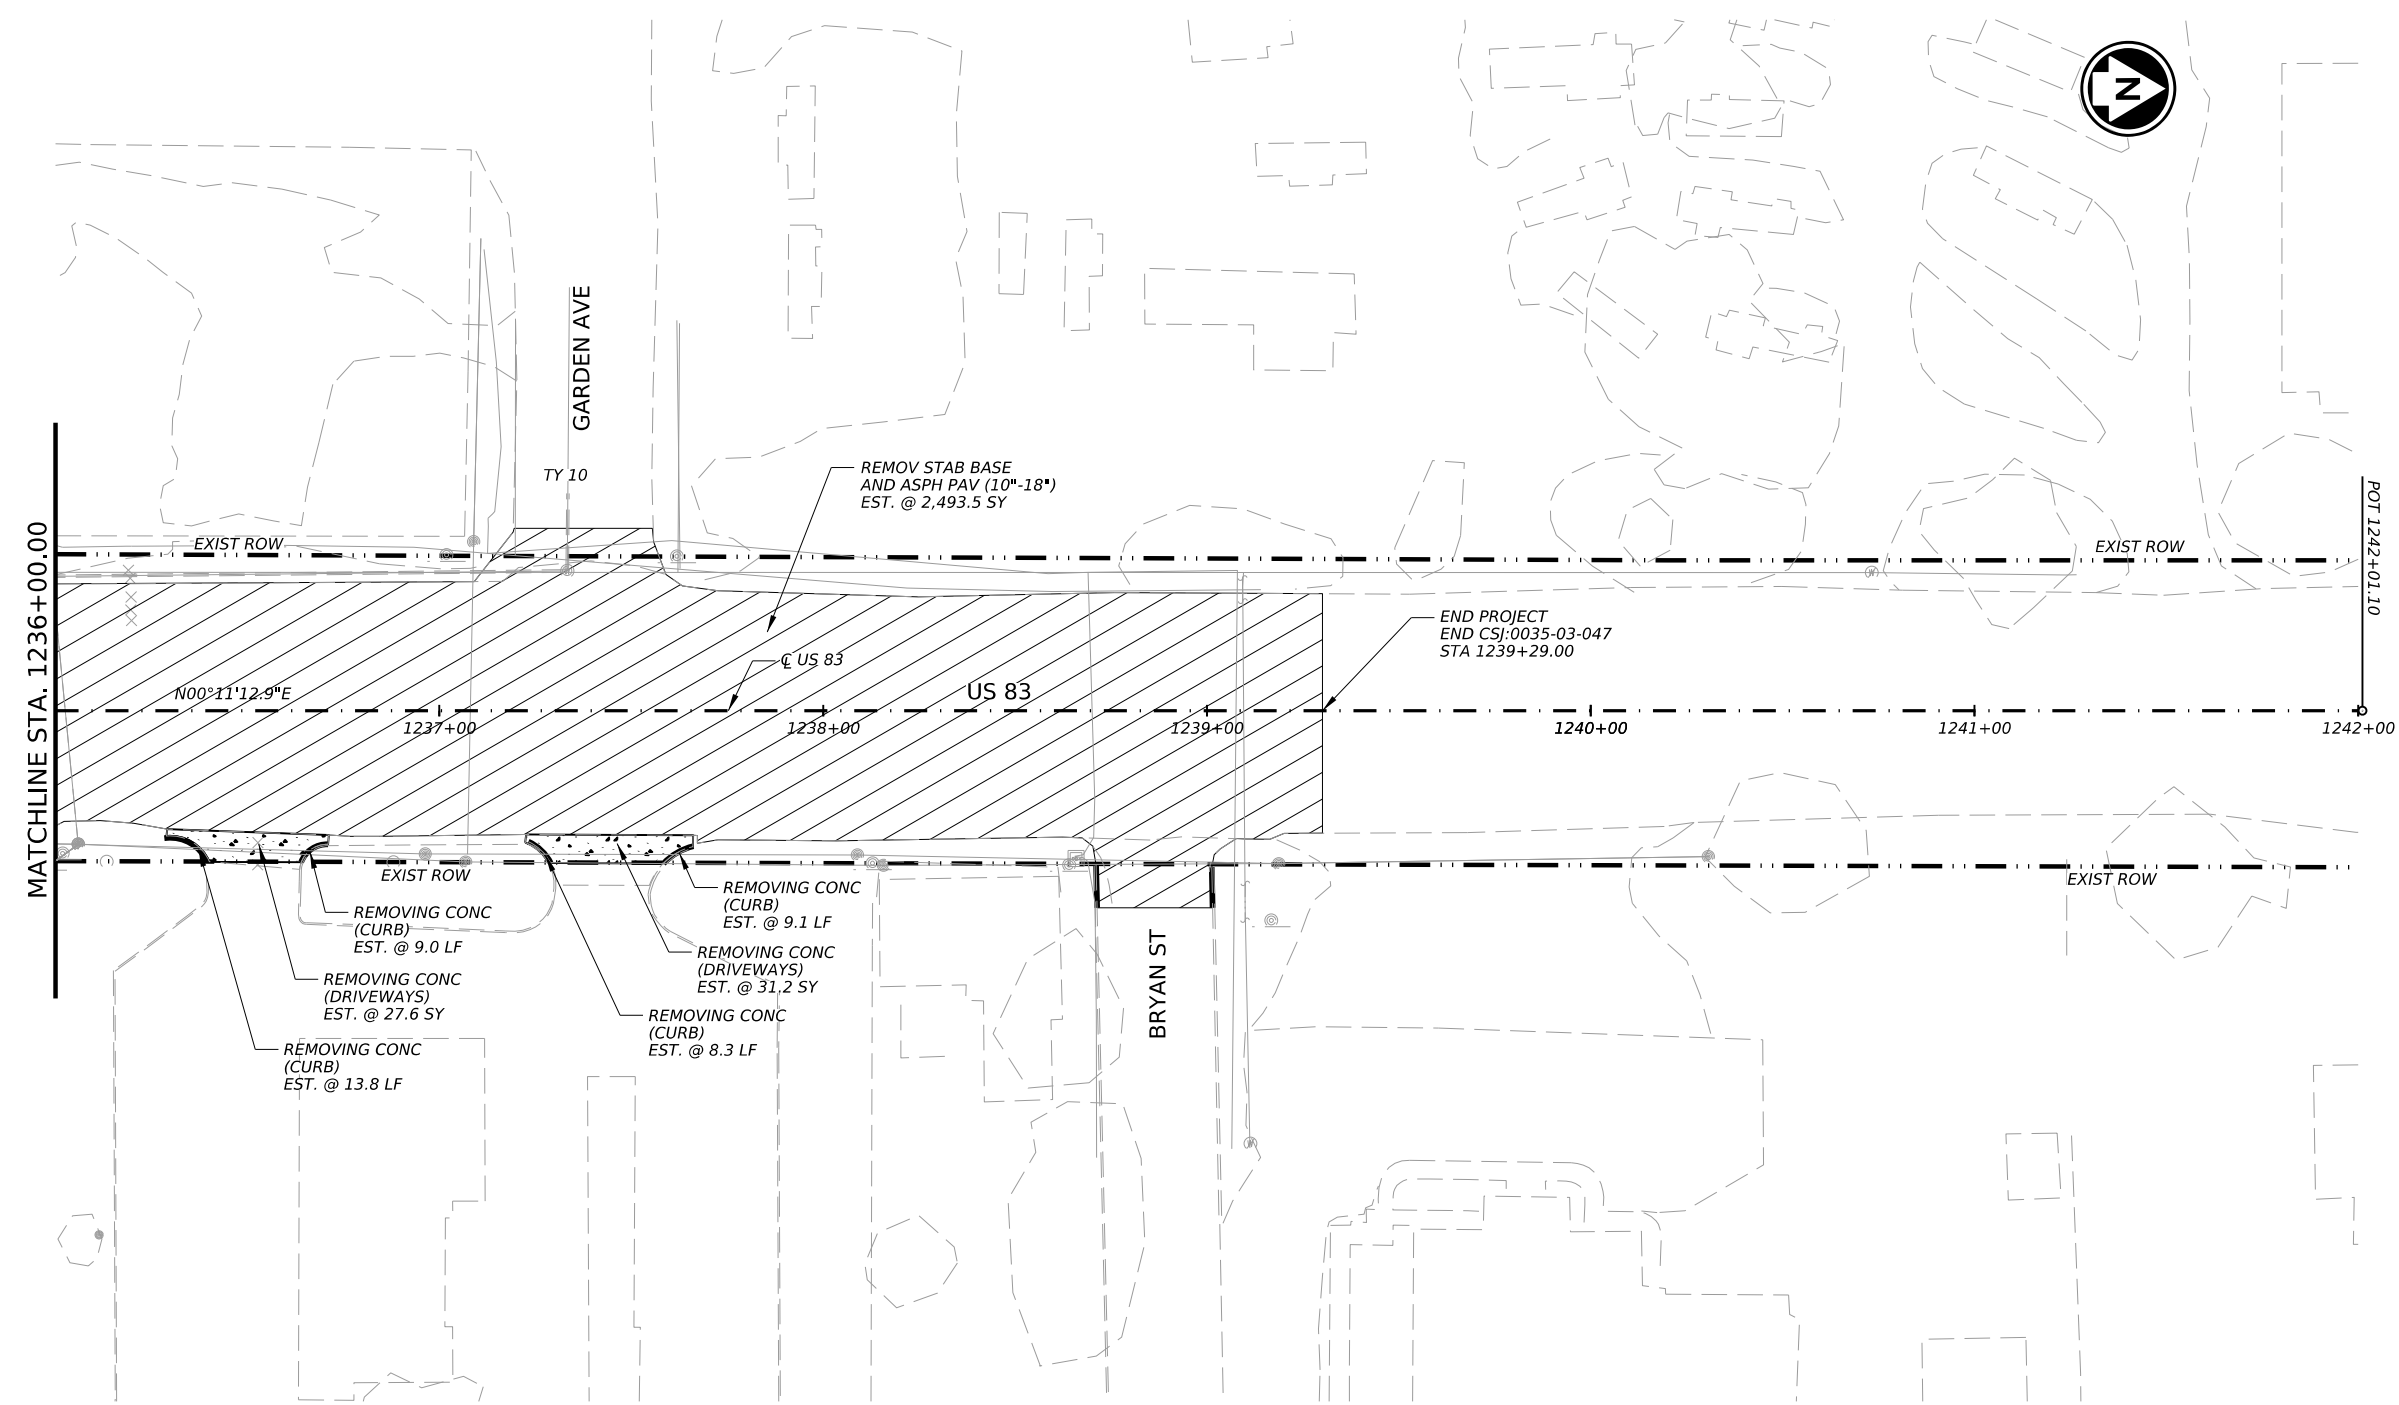 N
GARDEN AVE
TY 10
REMOV STAB BASE
AND ASPH PAV (10"-18")
EST. @ 2,493.5 SY
POT 1242+01.10
MATCHLINE STA. 1236+00.00
EXIST ROW
EXIST ROW
END PROJECT
END CSJ:0035-03-047
STA 1239+29.00
℄ US 83
N00°11'12.9"E
US 83
1237+00
1238+00
1239+00
1240+00
1241+00
1242+00
EXIST ROW
EXIST ROW
REMOVING CONC
(CURB)
EST. @ 9.1 LF
REMOVING CONC
(CURB)
EST. @ 9.0 LF
REMOVING CONC
(DRIVEWAYS)
EST. @ 31.2 SY
REMOVING CONC
(DRIVEWAYS)
EST. @ 27.6 SY
REMOVING CONC
(CURB)
EST. @ 8.3 LF
REMOVING CONC
(CURB)
EST. @ 13.8 LF
BRYAN ST
W
W